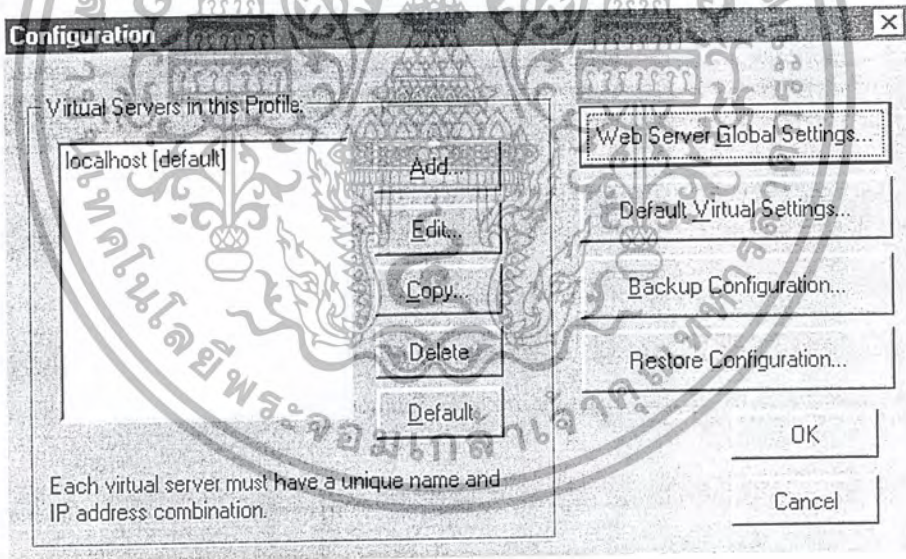 Configuration
Virtual Servers in this Profile:
localhost [default]
Add...
Edit...
Copy...
Delete
Default
Each virtual server must have a unique name and
IP address combination.
Web Server Global Settings...
Default Virtual Settings...
Backup Configuration...
Restore Configuration...
OK
Cancel